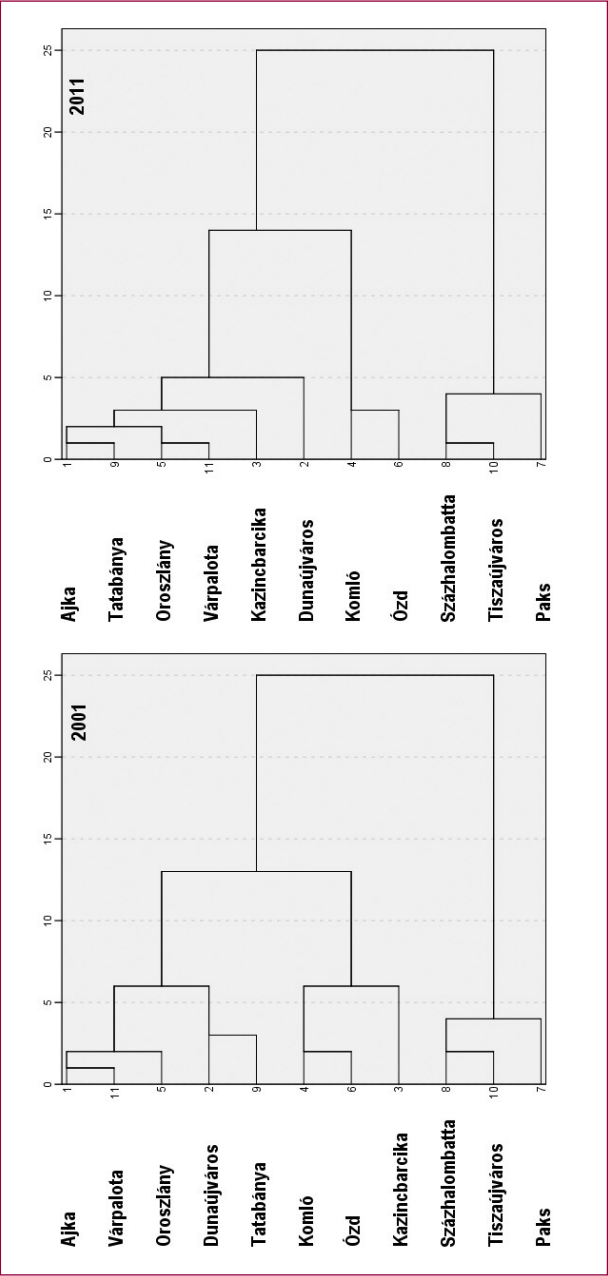 0 5 10 15 20 25
2001
Ajka 1
Várpalota 11
Oroszlány 5
Dunaújváros 2
Tatabánya 9
Komló 4
Ózd 6
Kazincbarcika 3
Százhalombatta 8
Tiszaújváros 10
Paks 7
0 5 10 15 20 25
2011
Ajka 1
Tatabánya 9
Oroszlány 5
Várpalota 11
Kazincbarcika 3
Dunaújváros 2
Komló 4
Ózd 6
Százhalombatta 8
Tiszaújváros 10
Paks 7